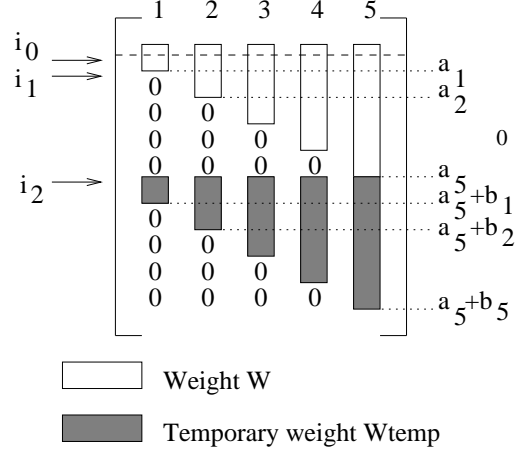 1 2 3 4 5
i0
i1
a1
0 a2
0 0
0 0 0 0
0 0 0 0
i2 a5
a5+b1
0 a5+b2
0 0
0 0 0
0 0 0 0 a5+b5
Weight W
Temporary weight Wtemp